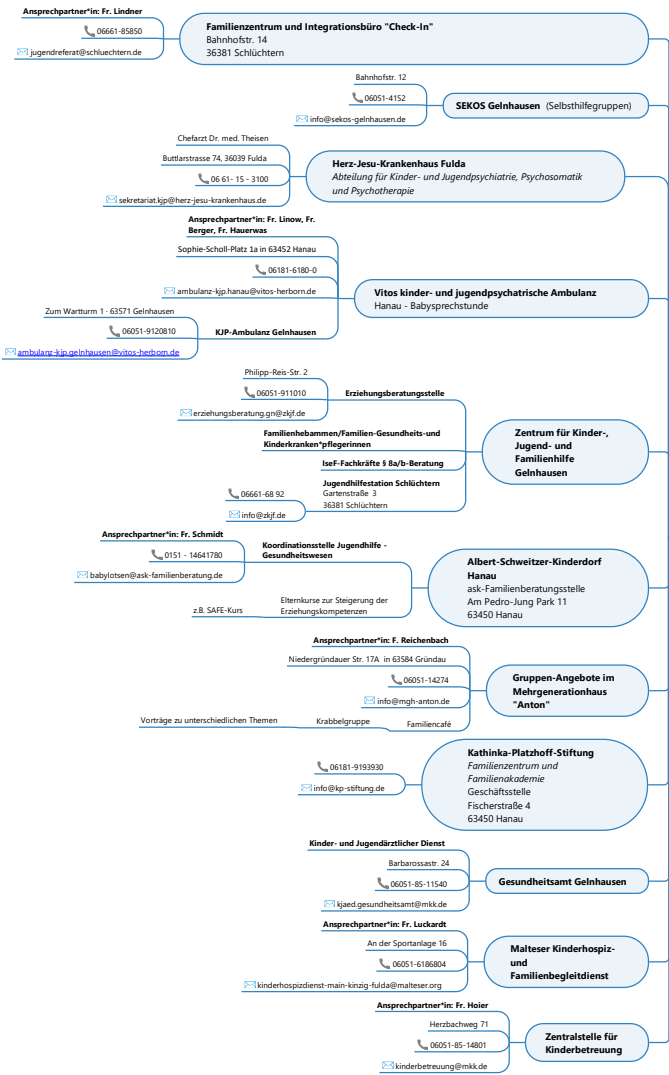 Ansprechpartner*in: Fr. Lindner
06661-85850
jugendreferat@schluechtern.de
Familienzentrum und Integrationsbüro "Check-In"
Bahnhofstr. 14
36381 Schlüchtern
Bahnhofstr. 12
06051-4152
info@sekos-gelnhausen.de
SEKOS Gelnhausen (Selbsthilfegruppen)
Chefarzt Dr. med. Theisen
Buttlarstrasse 74, 36039 Fulda
06 61- 15 - 3100
sekretariat.kjp@herz-jesu-krankenhaus.de
Herz-Jesu-Krankenhaus Fulda
Abteilung für Kinder- und Jugendpsychiatrie, Psychosomatik
und Psychotherapie
Ansprechpartner*in: Fr. Linow, Fr.
Berger, Fr. Hauerwas
Sophie-Scholl-Platz 1a in 63452 Hanau
06181-6180-0
ambulanz-kjp.hanau@vitos-herborn.de
Zum Wartturm 1 · 63571 Gelnhausen
06051-9120810
ambulanz-kjp.gelnhausen@vitos-herborn.de
KJP-Ambulanz Gelnhausen
Vitos kinder- und jugendpsychatrische Ambulanz
Hanau - Babysprechstunde
Philipp-Reis-Str. 2
06051-911010
erziehungsberatung.gn@zkjf.de
Erziehungsberatungsstelle
Familienhebammen/Familien-Gesundheits-und
Kinderkranken*pflegerinnen
IseF-Fachkräfte § 8a/b-Beratung
06661-68 92
info@zkjf.de
Jugendhilfestation Schlüchtern
Gartenstraße 3
36381 Schlüchtern
Zentrum für Kinder-,
Jugend- und
Familienhilfe
Gelnhausen
Ansprechpartner*in: Fr. Schmidt
0151 - 14641780
babylotsen@ask-familienberatung.de
Koordinationsstelle Jugendhilfe -
Gesundheitswesen
z.B. SAFE-Kurs
Elternkurse zur Steigerung der
Erziehungskompetenzen
Albert-Schweitzer-Kinderdorf
Hanau
ask-Familienberatungsstelle
Am Pedro-Jung Park 11
63450 Hanau
Ansprechpartner*in: F. Reichenbach
Niedergründauer Str. 17A in 63584 Gründau
06051-14274
info@mgh-anton.de
Vorträge zu unterschiedlichen Themen
Krabbelgruppe
Familiencafé
Gruppen-Angebote im
Mehrgenerationhaus
"Anton"
06181-9193930
info@kp-stiftung.de
Kathinka-Platzhoff-Stiftung
Familienzentrum und
Familienakademie
Geschäftsstelle
Fischerstraße 4
63450 Hanau
Kinder- und Jugendärztlicher Dienst
Barbarossastr. 24
06051-85-11540
kjaed.gesundheitsamt@mkk.de
Gesundheitsamt Gelnhausen
Ansprechpartner*in: Fr. Luckardt
An der Sportanlage 16
06051-6186804
kinderhospizdienst-main-kinzig-fulda@malteser.org
Malteser Kinderhospiz-
und
Familienbegleitdienst
Ansprechpartner*in: Fr. Hoier
Herzbachweg 71
06051-85-14801
kinderbetreuung@mkk.de
Zentralstelle für
Kinderbetreuung